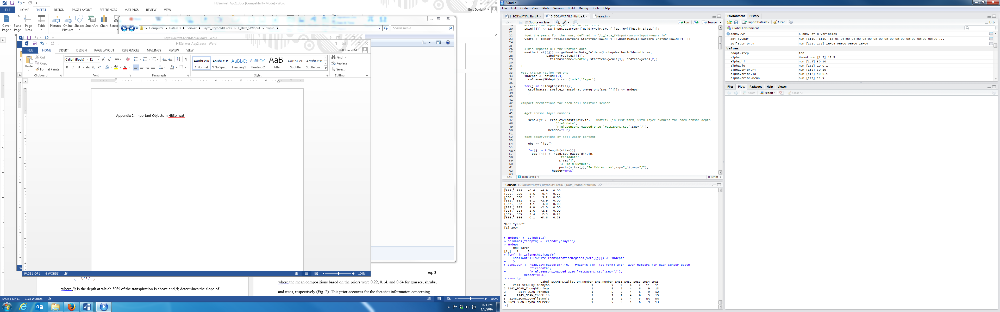 HBSoilwat_App1.docx [Compatibility Mode] - Word
FILE HOME INSERT DESIGN PAGE LAYOUT REFERENCES MAILINGS REVIEW VIEW
Bell, David M
Cover Page Blank Page Page Break Table Pictures Online Pictures Shapes SmartArt Chart
Computer Data (E:) Soilwat Bayes_ReynoldsCreek 1_Data_SWInput swrun
Search swrun
Bayes.Soilwat.UserManual.docx - Word
HBSoilwat_App2.docx - Word
FILE HOME INSERT DESIGN PAGE LAYOUT REFERENCES MAILINGS REVIEW VIEW
Bell, David M
Paste Cut Copy Format Painter
Calibri (Body) 11
AaBbCcDc AaBbCcDc AaBbCc AaBbCcD AaBl AaBbCcD AaBbCcDc
¶ Normal ¶ No Spac... Heading 1 Heading 2 Title Subtitle Subtle Em...
Find Replace Select
Clipboard Font Paragraph Styles Editing
Appendix 2: Important Objects in HBSoilwat
PAGE 1 OF 1 6 WORDS 100%
where β1 is the depth at which 50% of the transpiration is above and β2 determines the slope of
eq. 3
where the mean compositions based on the priors were 0.22, 0.14, and 0.64 for grasses, shrubs,
and trees, respectively (Fig. 2). This prior accounts for the fact that information concerning
PAGE 5 OF 11 2173 WORDS 100%
1:23 PM
1/8/2016
RStudio
File Edit Code View Plots Session Build Debug Tools Help
1_SOILWAT.Fit.Start.R 3_SOILWAT.Fit.Initialize.R years.in
Source on Save Run Source
19 #create the input object for Soilwat runs
20 swIn[[j]] <- sw_inputDataFromFiles(dir=dir.sw, files.in=files.in.sites[j])
21
22 #get the years for the runs, defined in "/1_Data_SWInput/swrun/Input/years.in"
23 years <- c(Rsoilwat31::swYears_StartYear(swIn[[j]]),Rsoilwat31::swYears_EndYear(swIn[[j]]))
24
25
26 #This imports all the weather data
27 weatherList[[j]] <- getWeatherData_folders(LookupWeatherFolder=dir.sw,
28 Label=dir.sites[[j]],
29 filebasename="weath", startYear=years[1], endYear=years[2])
30
31 }
32
33 #set transpiration regions
34 TRdepth <- cbind(1,3)
35 colnames(TRdepth) <- c('ndx','layer')
36
37 for(j in 1:length(sites)){
38 Rsoilwat31::swSite_TranspirationRegions(swIn[[j]]) <- TRdepth
39 }
40
41
42 #import predictions for each soil moisture sensor
43
44
45 #get sensor layer numbers
46
47 sens.Lyr <- read.csv(paste(dir.in, #matrix (in list form) with layer numbers for each sensor depth
48 "fielddata",
49 "FieldSensors_MappedTo_SoilWatLayers.csv",sep='/'),
50 header=TRUE)
51
52 #get observations of soil water content
53
54 obs <- list()
55
56 for(j in 1:length(sites)){
57 obs[[j]] <- read.csv(paste(dir.in,
58 'fielddata',
59 sites[j],
60 '3_Field_Output',
61 paste(sites[j],'SoilWater.csv',sep="_"),sep="/"),
62 header=TRUE)
63
32:2 (Top Level) R Script
Console E:/Soilwat/Bayes_ReynoldsCreek/1_Data_SWInput/swrun/
[358,] 358 -0.6 -6.9 0.00
[359,] 359 -2.6 -9.4 0.25
[360,] 360 5.1 -3.2 0.00
[361,] 361 6.1 -2.9 0.00
[362,] 362 4.1 -3.0 0.00
[363,] 363 4.0 -2.0 0.00
[364,] 364 3.6 -2.8 0.00
[365,] 365 3.4 -2.3 0.25
[366,] 366 0.1 -5.6 0.25
Slot "year":
[1] 2004
> TRdepth <- cbind(1,3)
> colnames(TRdepth) <- c('ndx','layer')
> TRdepth
ndx layer
[1,] 1 3
> for(j in 1:length(sites)){
+ Rsoilwat31::swSite_TranspirationRegions(swIn[[j]]) <- TRdepth
+ }
> sens.Lyr <- read.csv(paste(dir.in, #matrix (in list form) with layer numbers for each sensor depth
+ "fielddata",
+ "FieldSensors_MappedTo_SoilWatLayers.csv",sep='/'),
+ header=TRUE)
> sens.Lyr
Label SCANInstallation_Number SMS_Number SMS1 SMS2 SMS3 SMS4 SMS5
1 2141_SCAN_KyleCanyon 1 5 2 4 7 11 11
2 2142_SCAN_TroughSprings 1 5 2 4 6 9 13
3 2144_SCAN_Pinenut 1 5 2 4 6 9 12
4 2145_SCAN_Charklin 1 5 2 4 6 9 13
5 2146_SCAN_LovellSummit 1 3 2 4 6 NA NA
6 2029_SCAN_ReynoldsCreek 1 5 2 4 6 9 13
>
Environment History
Import Dataset Clear List
Global Environment
sens.Lyr 6 obs. of 8 variables
soils.Vpar num [1:16, 1:16] 1e-05 0e+00 0e+00 0e+00 0e+00 0e+00 0e+00 0e+00 0e+00 0e+00 ...
soils.prior.V num [1:2, 1:2] 1e-04 0e+00 0e+00 1e-04
Values
adapt.step 100
alpha Named num [1:2] 15 5
alpha.hi num [1:2] 50 10
alpha.lo num [1:2] 10 0.1
alpha.prior.hi num [1:2] 50 10
alpha.prior.lo num [1:2] 10 0.1
alpha.prior.mean num [1:2] 15 5
Files Plots Packages Help Viewer
Zoom Export Clear All